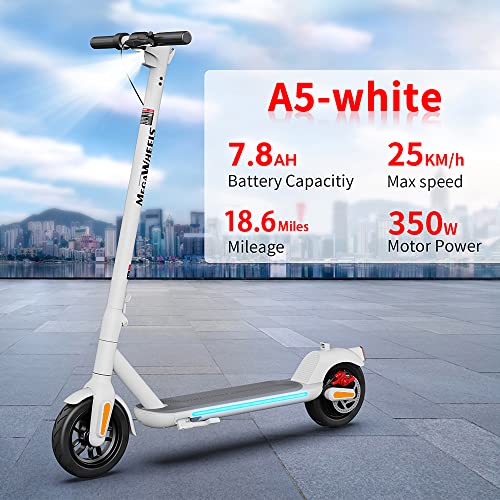 A5-white
7.8AH
Battery Capacitiy
25KM/h
Max speed
18.6Miles
Mileage
350W
Motor Power
MEGAWHEELS